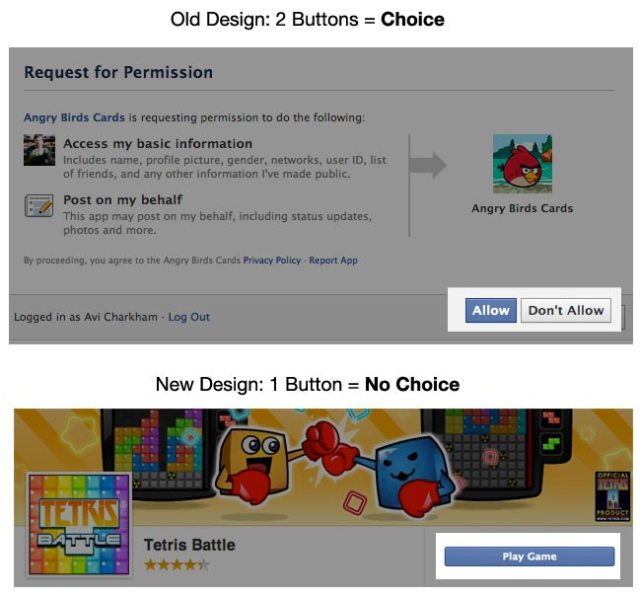 Old Design: 2 Buttons = Choice
Request for Permission
Angry Birds Cards is requesting permission to do the following:
Access my basic information
Includes name, profile picture, gender, networks, user ID, list
of friends, and any other information I've made public.
Post on my behalf
This app may post on my behalf, including status updates,
photos and more.
Angry Birds Cards
By proceeding, you agree to the Angry Birds Cards Privacy Policy · Report App
Logged in as Avi Charkham · Log Out
Allow Don't Allow
New Design: 1 Button = No Choice
TETRIS
BATTLE
Tetris Battle
OFFICIAL
TETRIS
PRODUCT
WWW.TETRIS.COM
Play Game